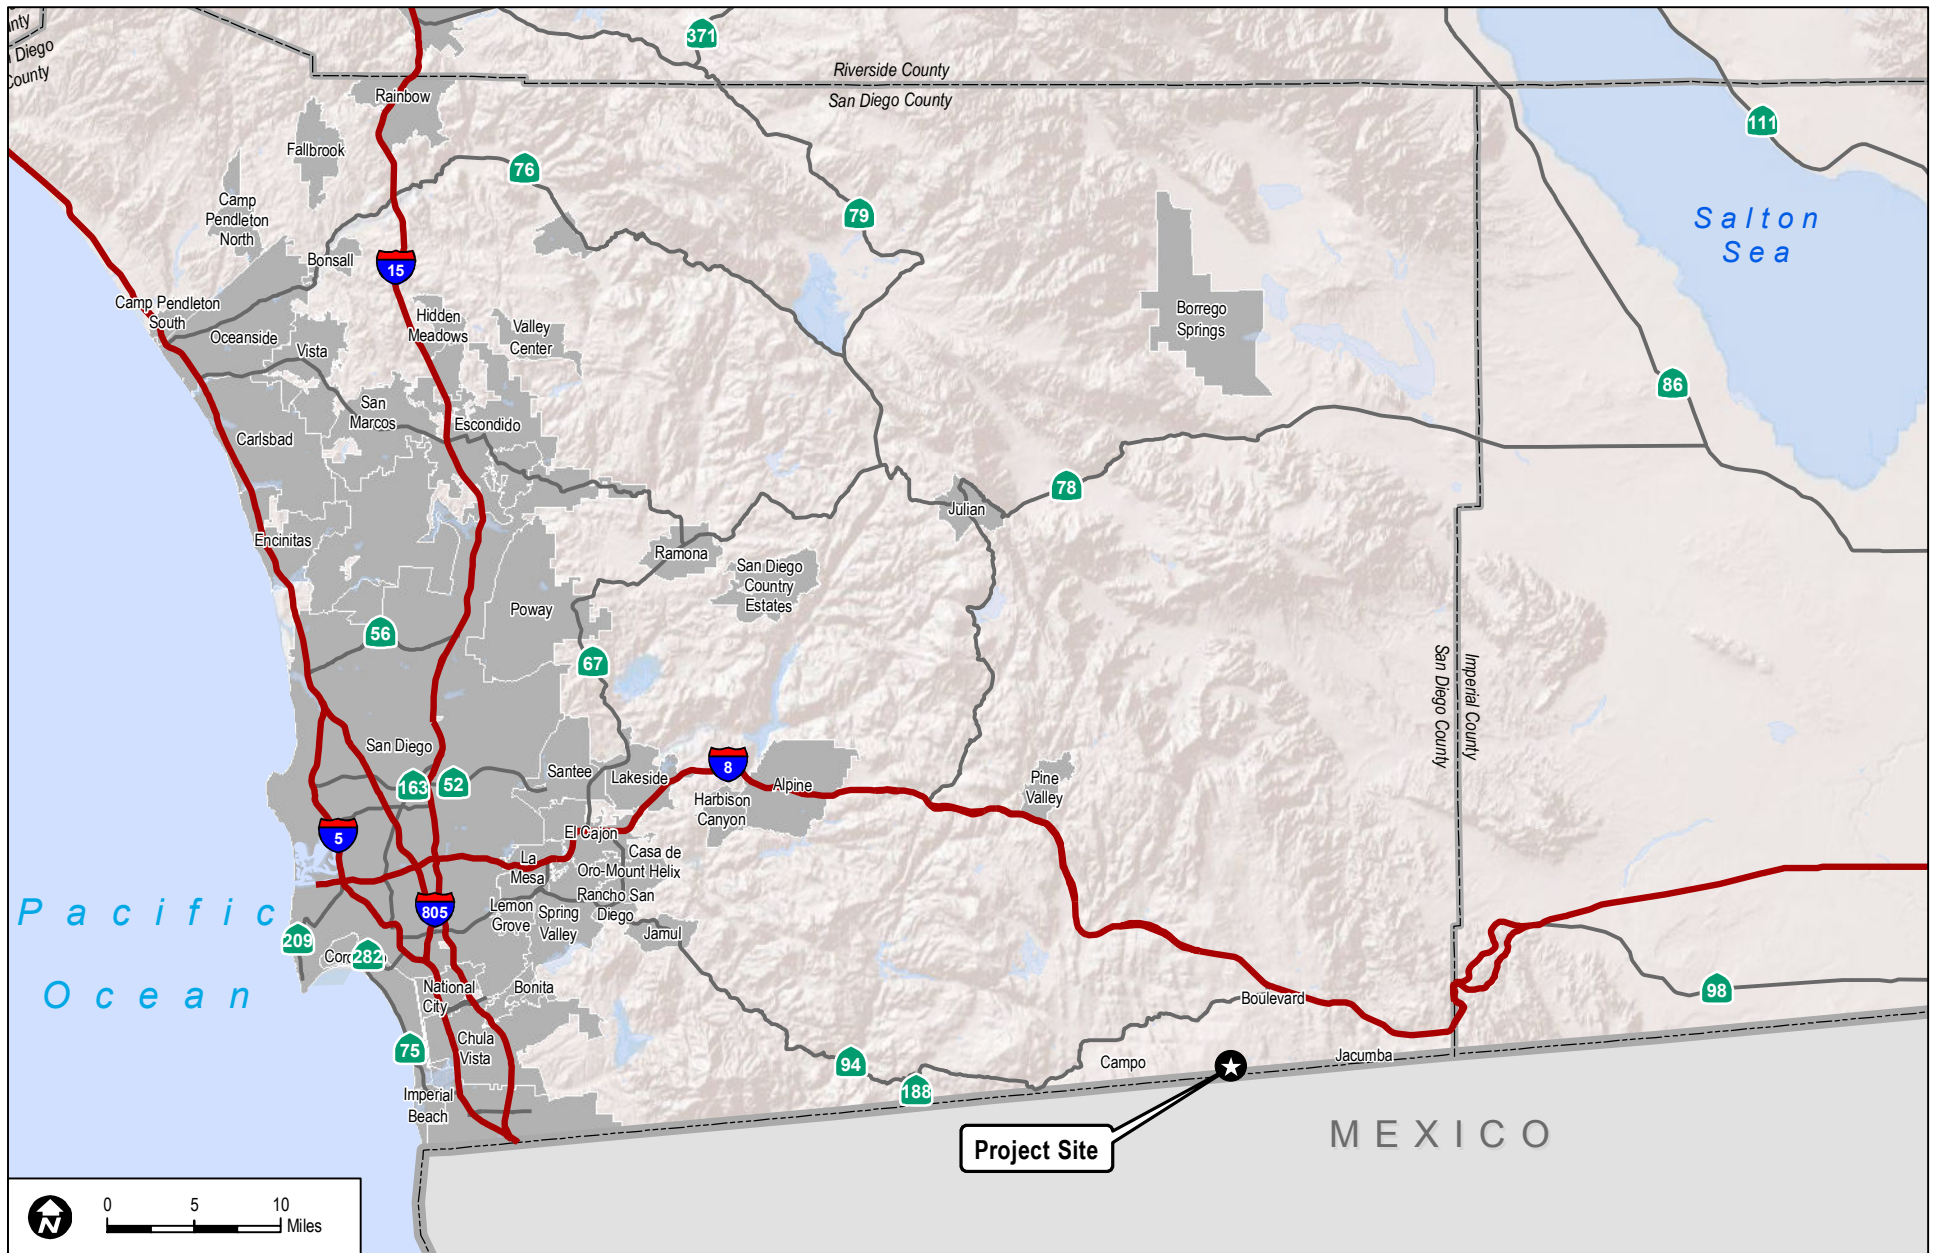 unty
Diego
County
371
Riverside County
San Diego County
Rainbow
111
Fallbrook
76
Camp
Pendleton
North
79
Salton
Sea
Bonsall
15
Camp Pendleton
South
Hidden
Meadows
Valley
Center
Borrego
Springs
Oceanside
Vista
86
San
Marcos
Escondido
Carlsbad
78
Julian
Encinitas
Ramona
San Diego
Country
Estates
Poway
56
67
San Diego County
Imperial County
San Diego
163
52
Santee
Lakeside
8
Alpine
Pine
Valley
Harbison
Canyon
5
El Cajon
La
Mesa
Casa de
Oro-Mount Helix
Rancho San
Diego
805
Lemon
Grove
Spring
Valley
Jamul
Pacific
Ocean
209
282
National
City
Bonita
Boulevard
98
75
Chula
Vista
94
188
Campo
Jacumba
Imperial
Beach
MEXICO
Project Site
N
0 5 10
Miles